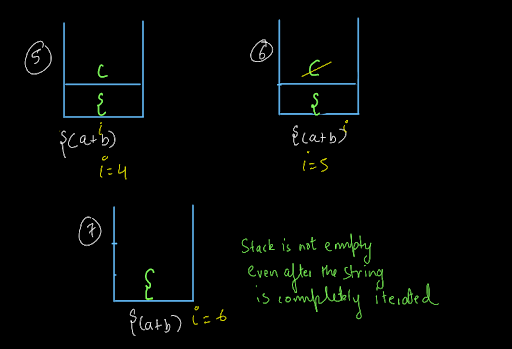 5
(
{
i
{(a+b)
i=4
6
(
{
i
{(a+b)
i=5
7
{
{(a+b) i=6
Stack is not empty
even after the string
is completely iterated